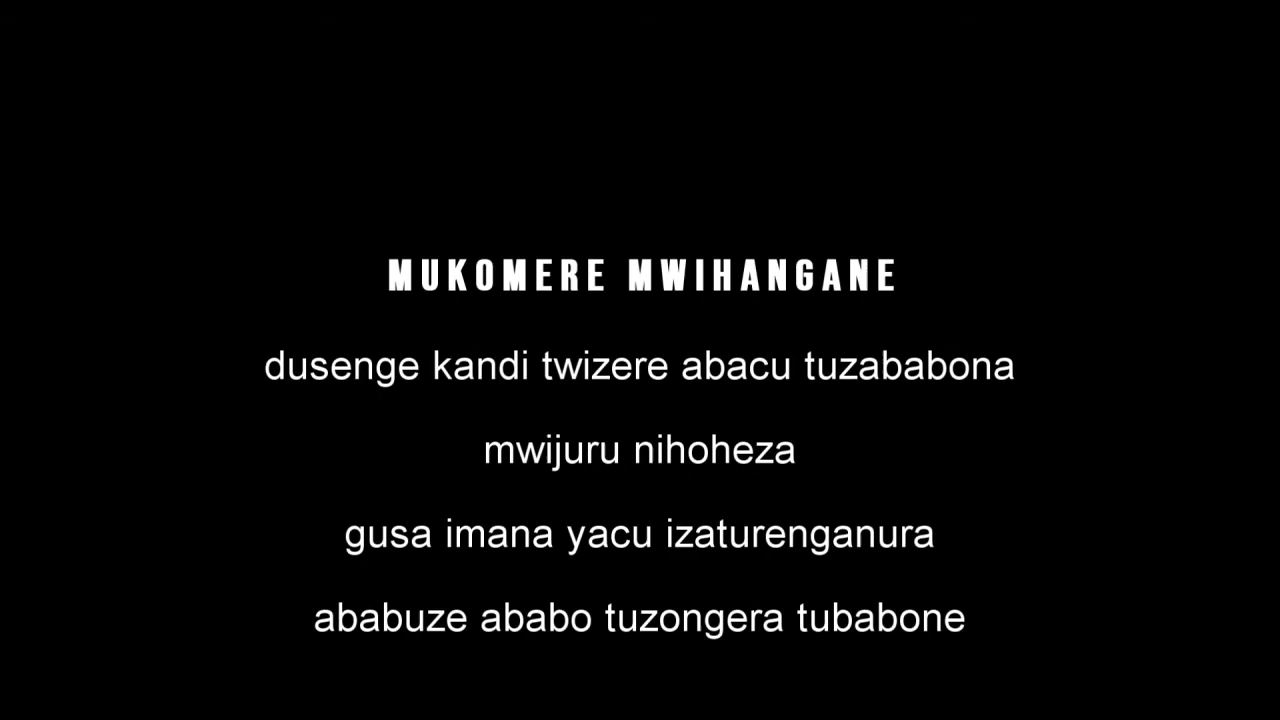 MUKOMERE MWIHANGANE
dusenge kandi twizere abacu tuzababona
mwijuru nihoheza
gusa imana yacu izaturenganura
ababuze ababo tuzongera tubabone